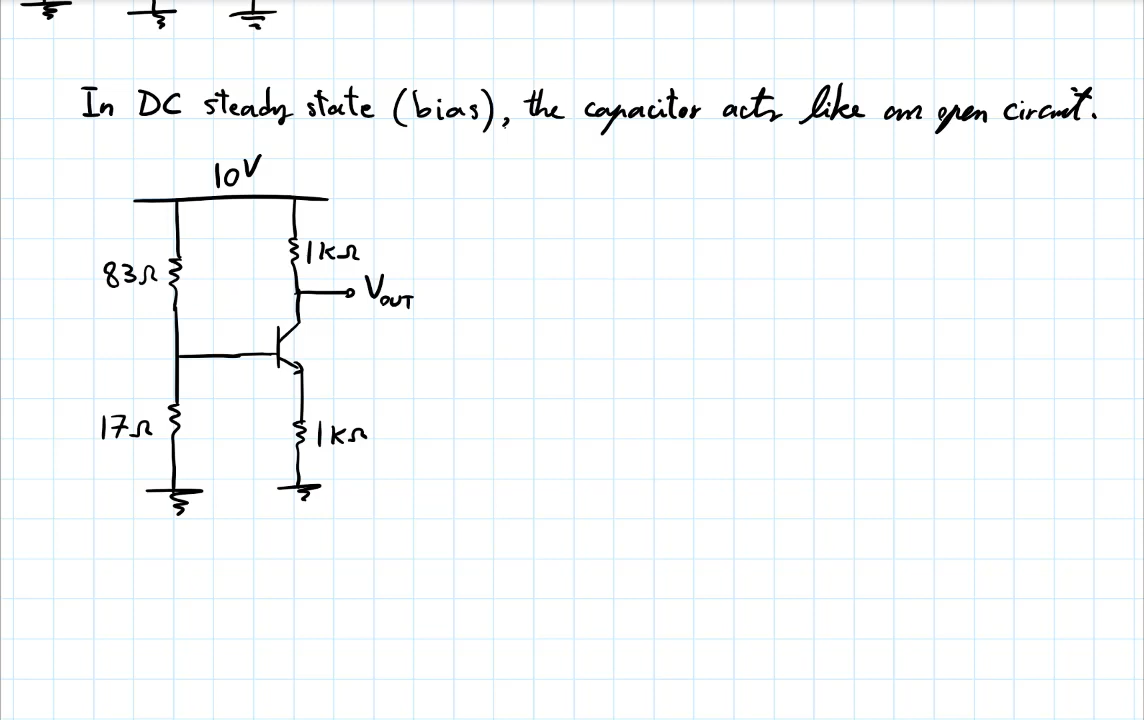 In DC steady state (bias), the capacitor acts like an open circuit.
10V
1kΩ
83Ω
VOUT
17Ω
1kΩ